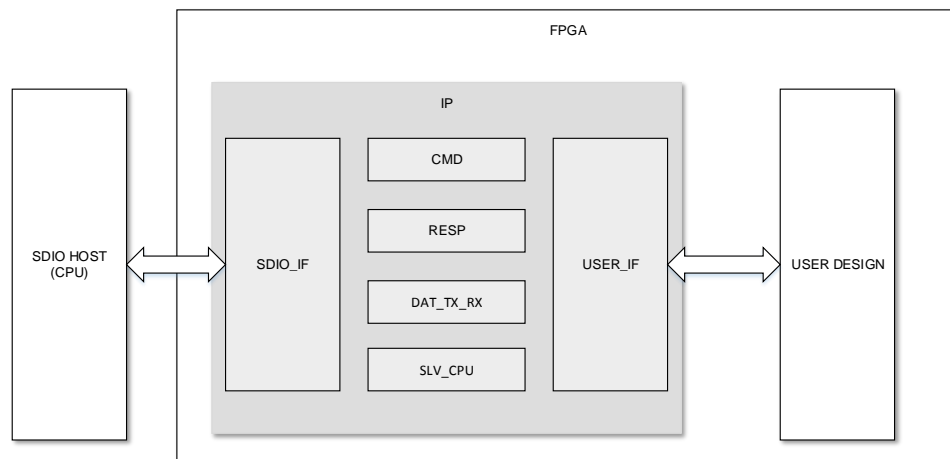 FPGA
IP
SDIO HOST
(CPU)
SDIO_IF
CMD
RESP
DAT_TX_RX
SLV_CPU
USER_IF
USER DESIGN